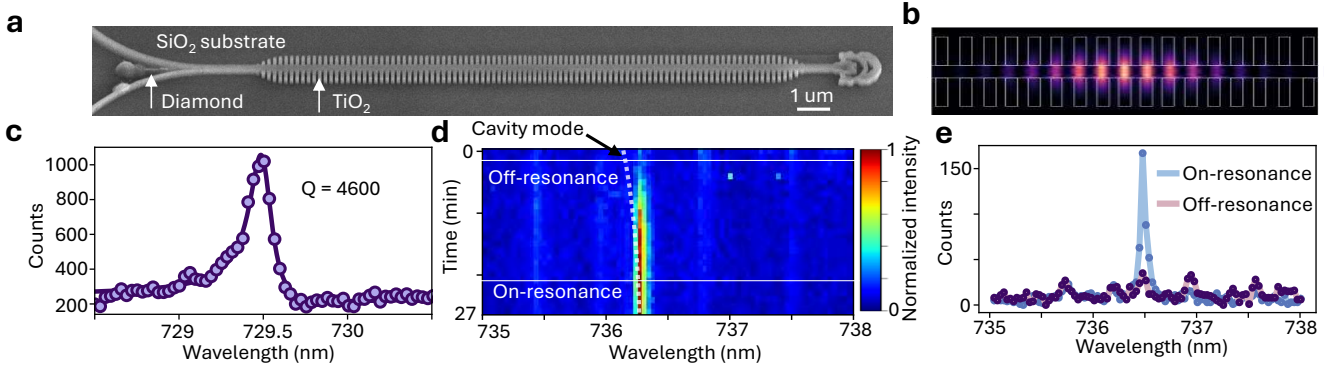 a
SiO₂ substrate
Diamond
TiO₂
1 um
b
c
1000
800
600
400
200
Counts
Q = 4600
729
729.5
730
Wavelength (nm)
d
Cavity mode
0
27
Time (min)
Off-resonance
On-resonance
735
736
737
738
Wavelength (nm)
1
0
Normalized intensity
e
150
0
Counts
On-resonance
Off-resonance
735
736
737
738
Wavelength (nm)